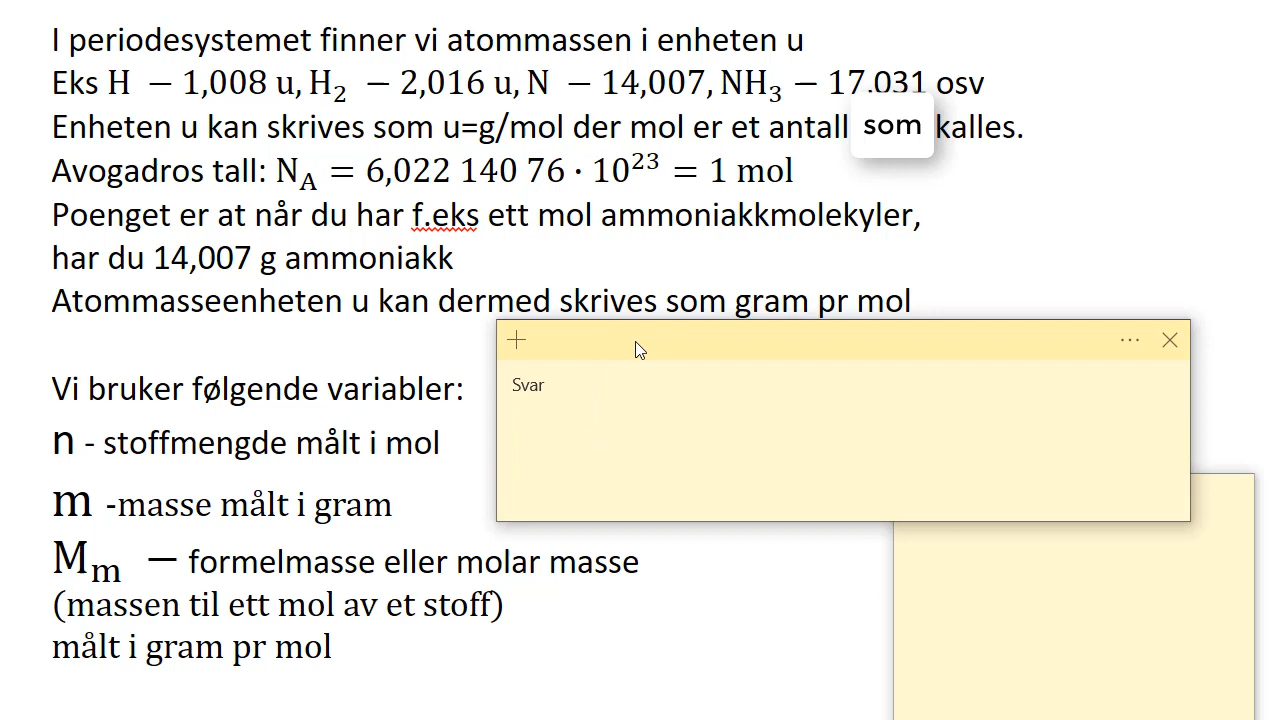 I periodesystemet finner vi atommassen i enheten u
Eks H – 1,008 u, H₂ – 2,016 u, N – 14,007, NH₃ – 17,031 osv
Enheten u kan skrives som u=g/mol der mol er et antall som kalles.
Avogadros tall: N_A = 6,022 140 76 · 10²³ = 1 mol
Poenget er at når du har f.eks ett mol ammoniakkmolekyler,
har du 14,007 g ammoniakk
Atommasseenheten u kan dermed skrives som gram pr mol
Svar
Vi bruker følgende variabler:
n - stoffmengde målt i mol
m -masse målt i gram
M_m – formelmasse eller molar masse
(massen til ett mol av et stoff)
målt i gram pr mol